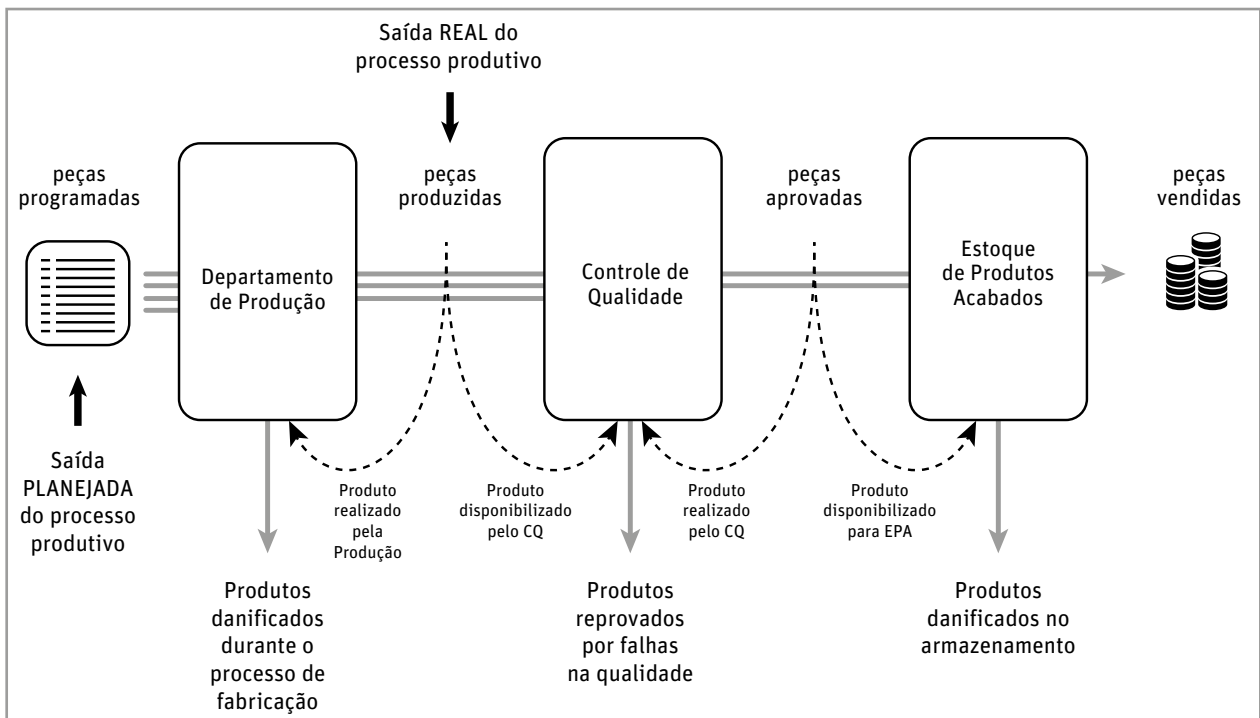 Saída REAL do
processo produtivo
peças
programadas
peças
produzidas
peças
aprovadas
peças
vendidas
Departamento
de Produção
Controle de
Qualidade
Estoque
de Produtos
Acabados
Saída
PLANEJADA
do processo
produtivo
Produto
realizado
pela
Produção
Produto
disponibilizado
pelo CQ
Produto
realizado
pelo CQ
Produto
disponibilizado
para EPA
Produtos
danificados
durante o
processo de
fabricação
Produtos
reprovados
por falhas
na qualidade
Produtos
danificados no
armazenamento